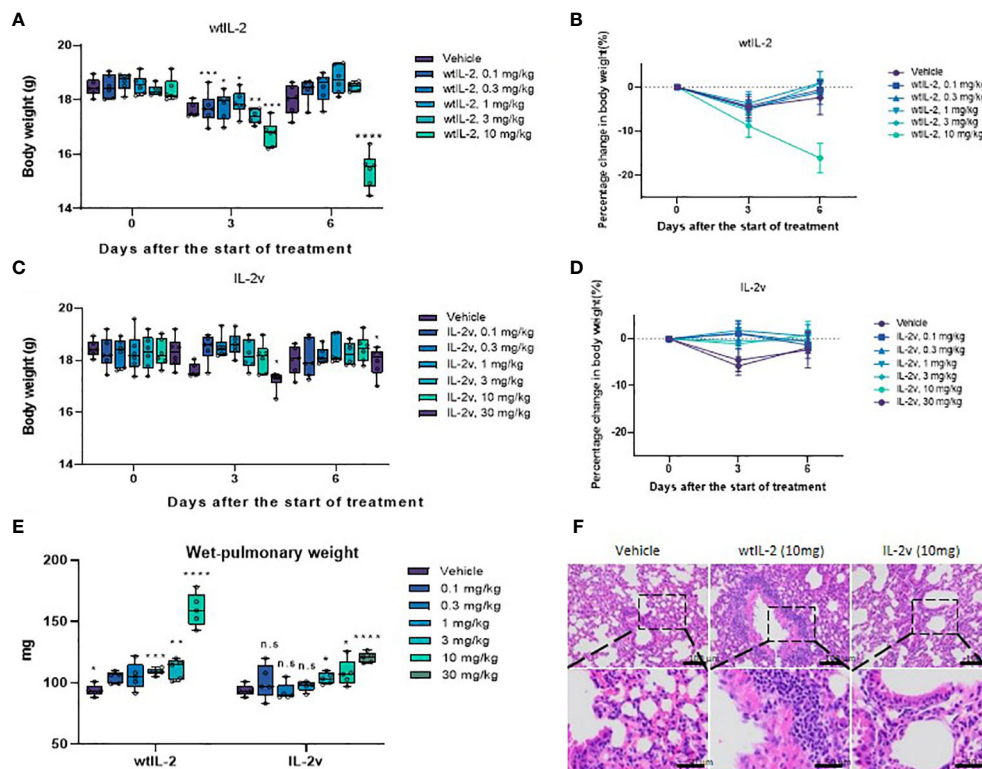 A
wtIL-2
Body weight (g)
20
18
16
14
*** * * ** **** ****
0 3 6
Days after the start of treatment
Vehicle
wtIL-2, 0.1 mg/kg
wtIL-2, 0.3 mg/kg
wtIL-2, 1 mg/kg
wtIL-2, 3 mg/kg
wtIL-2, 10 mg/kg
B
wtIL-2
Percentage change in body weight(%)
0
-10
-20
0 3 6
Days after the start of treatment
Vehicle
wtIL-2, 0.1 mg/kg
wtIL-2, 0.3 mg/kg
wtIL-2, 1 mg/kg
wtIL-2, 3 mg/kg
wtIL-2, 10 mg/kg
C
IL-2v
Body weight (g)
20
18
16
14
* *
0 3 6
Days after the start of treatment
Vehicle
IL-2v, 0.1 mg/kg
IL-2v, 0.3 mg/kg
IL-2v, 1 mg/kg
IL-2v, 3 mg/kg
IL-2v, 10 mg/kg
IL-2v, 30 mg/kg
D
IL-2v
Percentage change in body weight(%)
0
-10
-20
0 3 6
Days after the start of treatment
Vehicle
IL-2v, 0.1 mg/kg
IL-2v, 0.3 mg/kg
IL-2v, 1 mg/kg
IL-2v, 3 mg/kg
IL-2v, 10 mg/kg
IL-2v, 30 mg/kg
E
Wet-pulmonary weight
mg
200
150
100
50
* *** ** **** n.s n.s n.s * * ****
wtIL-2 IL-2v
Vehicle
0.1 mg/kg
0.3 mg/kg
1 mg/kg
3 mg/kg
10 mg/kg
30 mg/kg
F
Vehicle wtIL-2 (10mg) IL-2v (10mg)